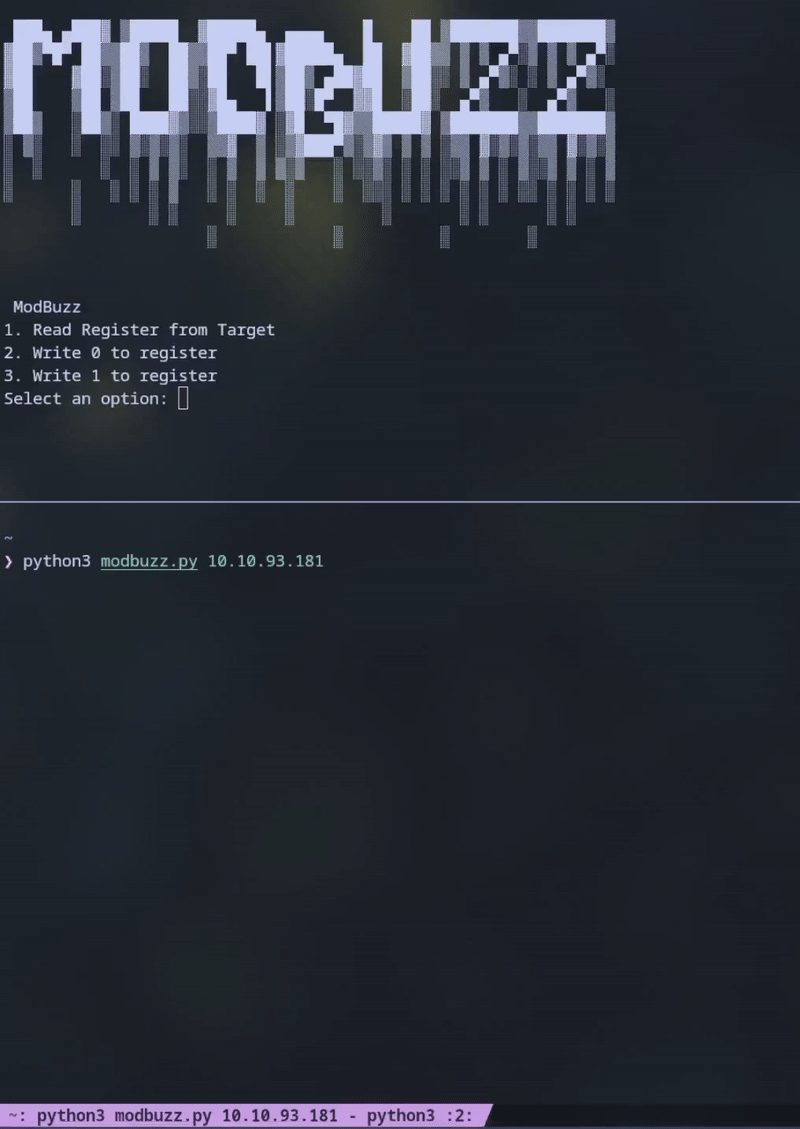 MODBUZZ
ModBuzz
1. Read Register from Target
2. Write 0 to register
3. Write 1 to register
Select an option:
~
❯ python3 modbuzz.py 10.10.93.181
~: python3 modbuzz.py 10.10.93.181 - python3 :2: